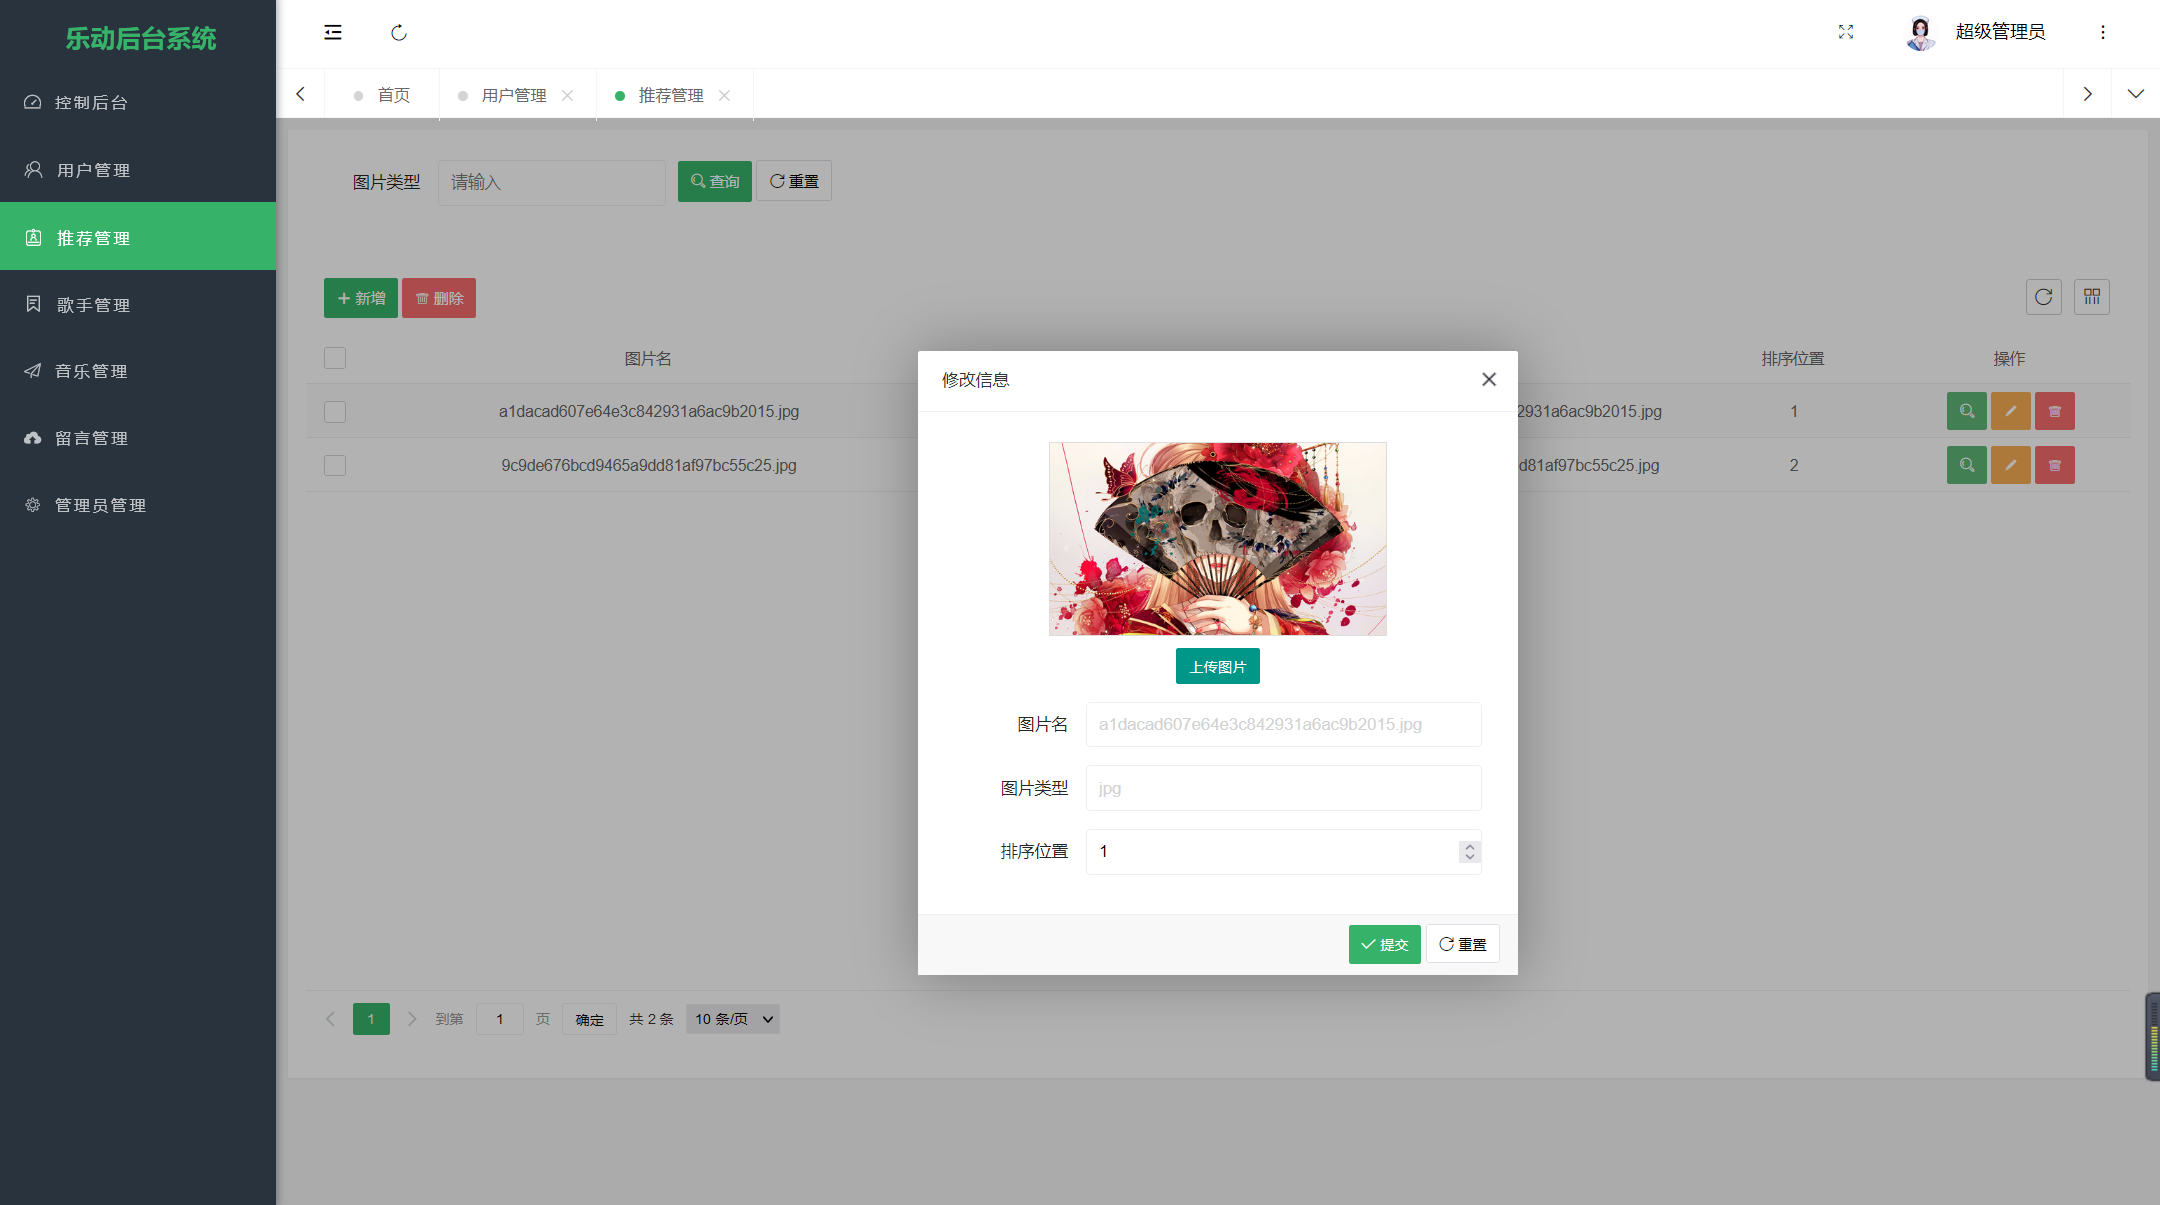 乐动后台系统
控制后台
用户管理
推荐管理
歌手管理
音乐管理
留言管理
管理员管理
超级管理员
首页
用户管理
推荐管理
图片类型
请输入
查询
重置
新增
删除
图片名
排序位置
操作
a1dacad607e64e3c842931a6ac9b2015.jpg
2931a6ac9b2015.jpg
1
9c9de676bcd9465a9dd81af97bc55c25.jpg
d81af97bc55c25.jpg
2
修改信息
上传图片
图片名
a1dacad607e64e3c842931a6ac9b2015.jpg
图片类型
jpg
排序位置
1
提交
重置
1
到第
1
页
确定
共 2 条
10 条/页